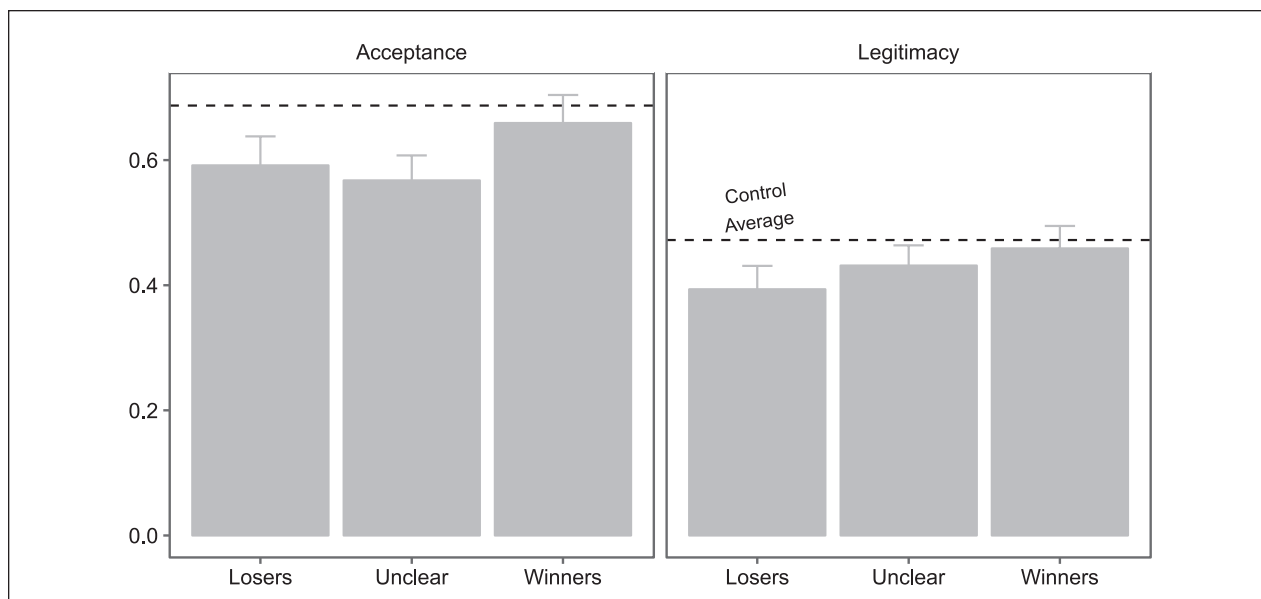 Acceptance
Legitimacy
0.6
0.4
0.2
0.0
Control
Average
Losers
Unclear
Winners
Losers
Unclear
Winners